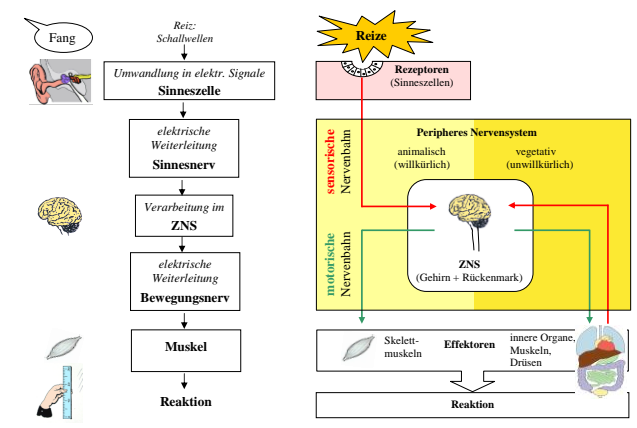 Fang
Reiz:
Schallwellen
Umwandlung in elektr. Signale
Sinneszelle
elektrische
Weiterleitung
Sinnesnerv
Verarbeitung im
ZNS
elektrische
Weiterleitung
Bewegungsnerv
Muskel
Reaktion
Reize
Rezeptoren
(Sinneszellen)
sensorische
Nervenbahn
motorische
Nervenbahn
Peripheres Nervensystem
animalisch
(willkürlich)
vegetativ
(unwillkürlich)
ZNS
(Gehirn + Rückenmark)
Skelett-
muskeln
Effektoren
innere Organe,
Muskeln,
Drüsen
Reaktion